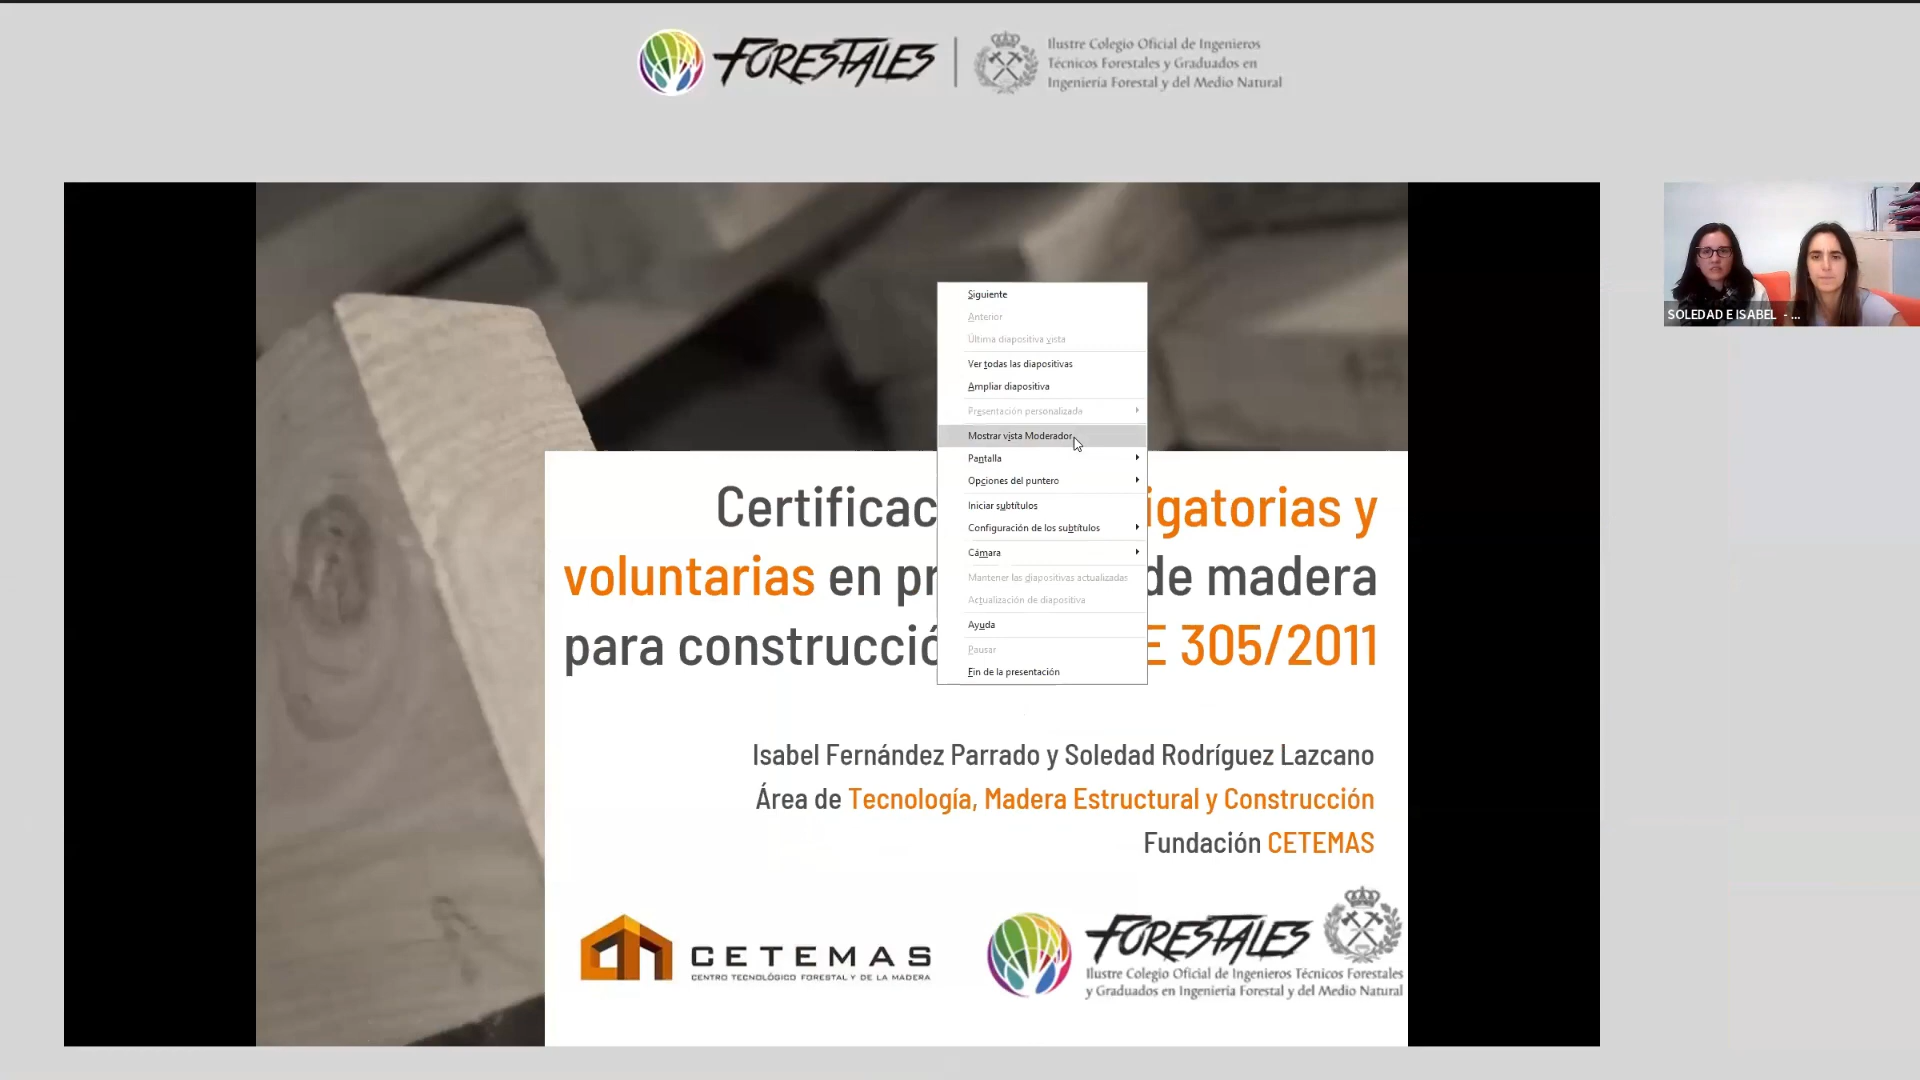 FORESTALES
Ilustre Colegio Oficial de Ingenieros
Técnicos Forestales y Graduados en
Ingeniería Forestal y del Medio Natural
SOLEDAD E ISABEL - ...
Siguiente
Anterior
Última diapositiva vista
Ver todas las diapositivas
Ampliar diapositiva
Presentación personalizada
Mostrar vista Moderador
Pantalla
Opciones del puntero
Iniciar subtítulos
Configuración de los subtítulos
Cámara
Mantener las diapositivas actualizadas
Actualización de diapositiva
Ayuda
Pausar
Fin de la presentación
Certificac igatorias y
voluntarias en pr de madera
para construcció E 305/2011
Isabel Fernández Parrado y Soledad Rodríguez Lazcano
Área de Tecnología, Madera Estructural y Construcción
Fundación CETEMAS
CETEMAS
CENTRO TECNOLÓGICO FORESTAL Y DE LA MADERA
FORESTALES
Ilustre Colegio Oficial de Ingenieros Técnicos Forestales
y Graduados en Ingeniería Forestal y del Medio Natural